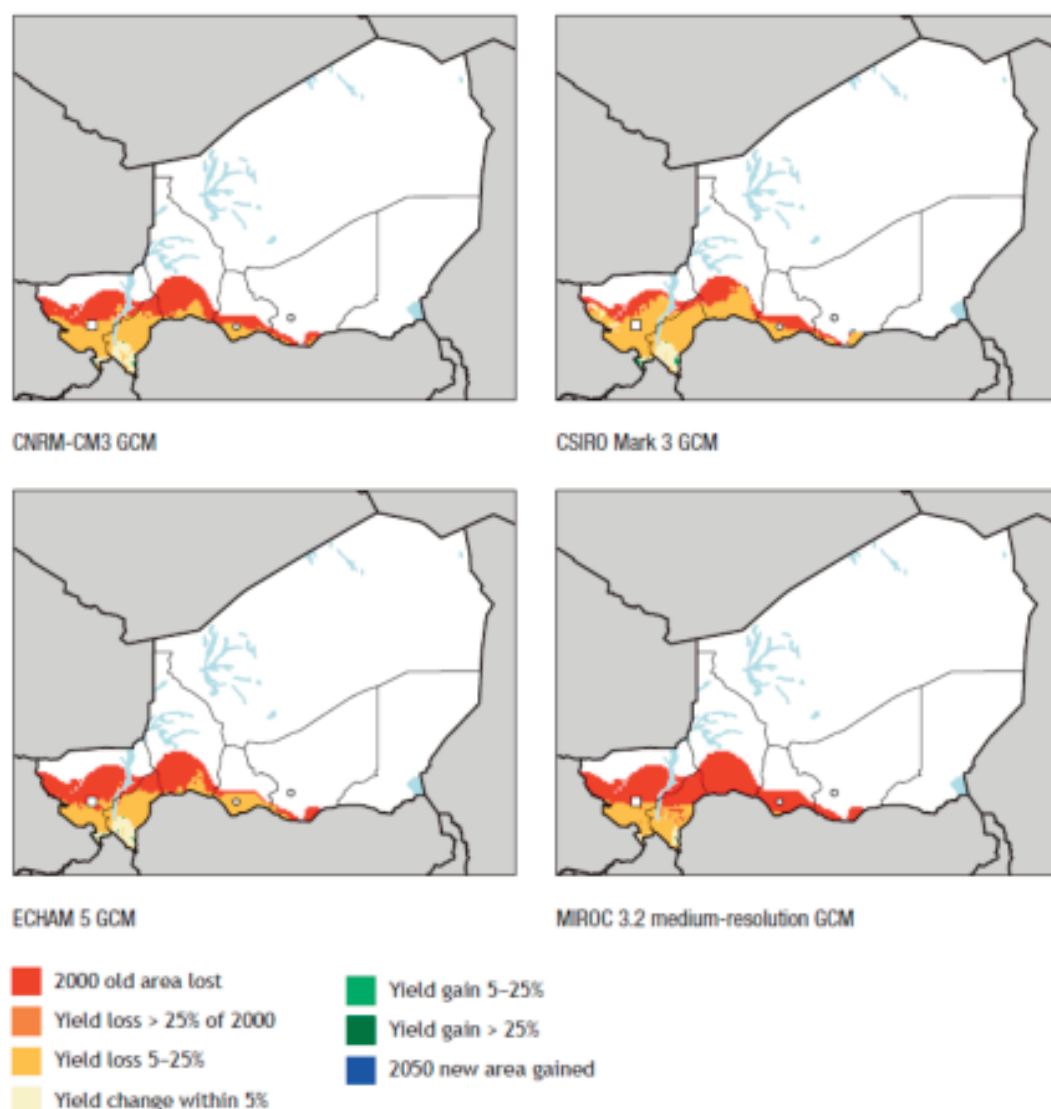 CNRM-CM3 GCM
CSIRO Mark 3 GCM
ECHAM 5 GCM
MIROC 3.2 medium-resolution GCM
2000 old area lost
Yield loss > 25% of 2000
Yield loss 5–25%
Yield change within 5%
Yield gain 5–25%
Yield gain > 25%
2050 new area gained